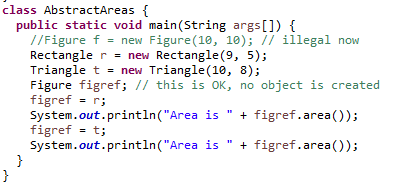 class AbstractAreas {
  public static void main(String args[]) {
    //Figure f = new Figure(10, 10); // illegal now
    Rectangle r = new Rectangle(9, 5);
    Triangle t = new Triangle(10, 8);
    Figure figref; // this is OK, no object is created
    figref = r;
    System.out.println("Area is " + figref.area());
    figref = t;
    System.out.println("Area is " + figref.area());
  }
}